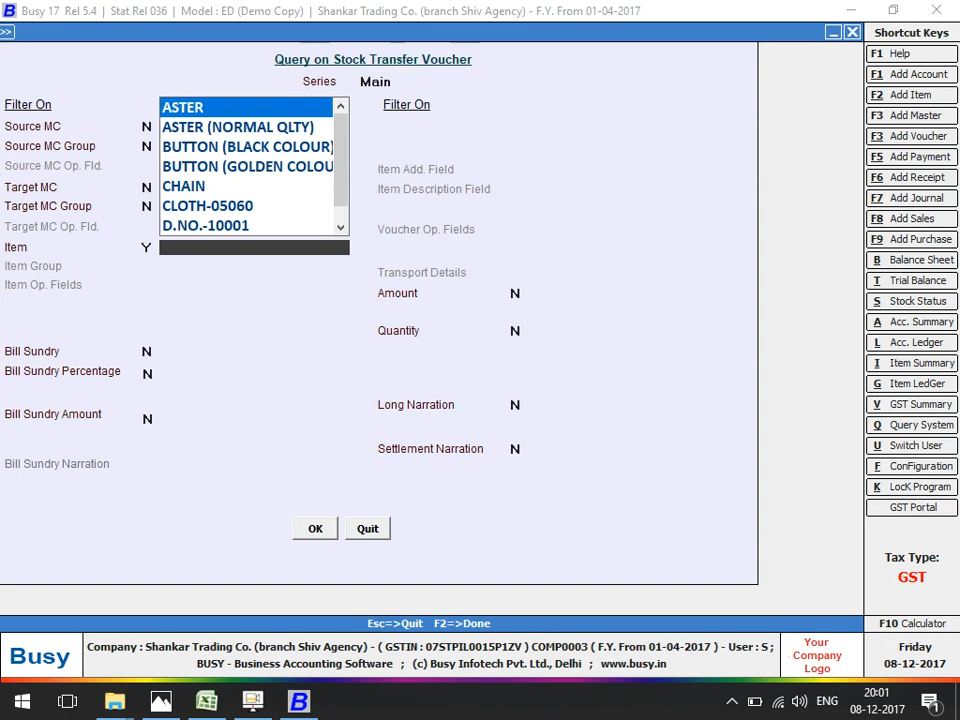 Busy 17 Rel 5.4 | Stat Rel 036 | Model : ED (Demo Copy) | Shankar Trading Co. (branch Shiv Agency) - F.Y. From 01-04-2017
>>
Query on Stock Transfer Voucher
Series Main
Filter On
Source MC N
Source MC Group N
Source MC Op. Fld.
Target MC N
Target MC Group N
Target MC Op. Fld.
Item Y
Item Group
Item Op. Fields
Bill Sundry N
Bill Sundry Percentage N
Bill Sundry Amount N
Bill Sundry Narration
ASTER
ASTER (NORMAL QLTY)
BUTTON (BLACK COLOUR)
BUTTON (GOLDEN COLOU
CHAIN
CLOTH-05060
D.NO.-10001
Filter On
Item Add. Field
Item Description Field
Voucher Op. Fields
Transport Details
Amount N
Quantity N
Long Narration N
Settlement Narration N
OK Quit
Shortcut Keys
F1 Help
F1 Add Account
F2 Add Item
F3 Add Master
F3 Add Voucher
F5 Add Payment
F6 Add Receipt
F7 Add Journal
F8 Add Sales
F9 Add Purchase
B Balance Sheet
T Trial Balance
S Stock Status
A Acc. Summary
L Acc. Ledger
I Item Summary
G Item LedGer
V GST Summary
Q Query System
U Switch User
F ConFiguration
K LocK Program
GST Portal
Tax Type:
GST
Esc=>Quit F2=>Done
F10 Calculator
Busy
Company : Shankar Trading Co. (branch Shiv Agency) - ( GSTIN : 07STPIL0015P1ZV ) COMP0003 ( F.Y. From 01-04-2017 ) - User : S ;
BUSY - Business Accounting Software ; (c) Busy Infotech Pvt. Ltd., Delhi ; www.busy.in
Your
Company
Logo
Friday
08-12-2017
ENG
20:01
08-12-2017
1